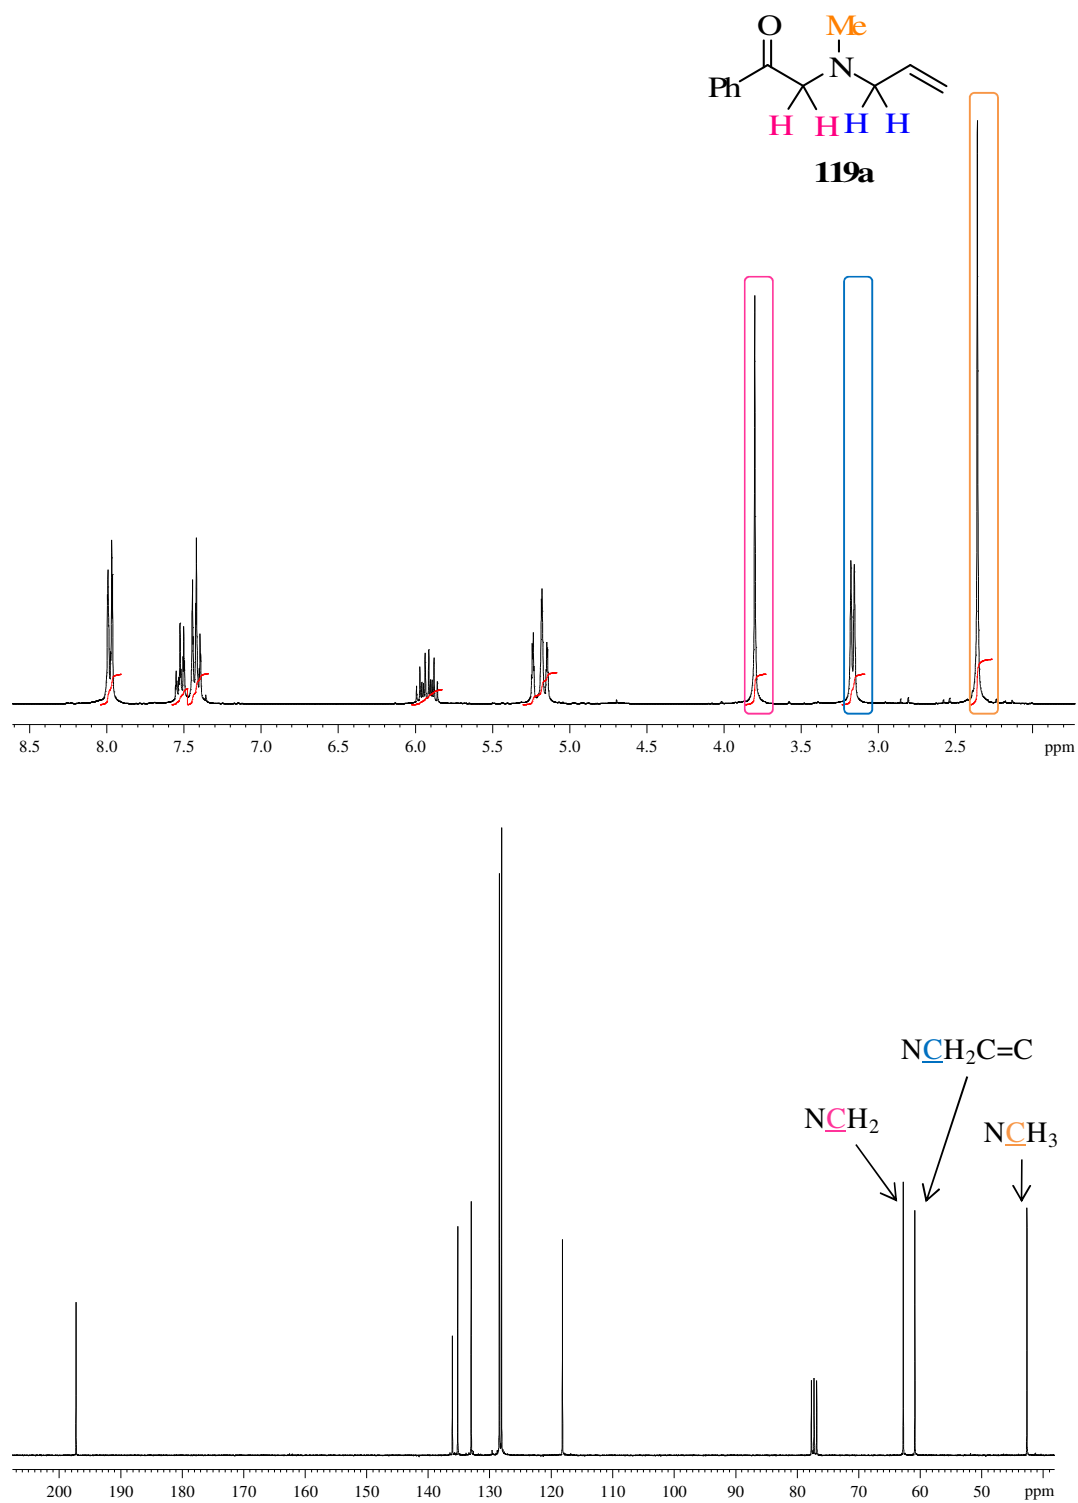 O
Me
N
Ph
H H H H
119a
8.5 8.0 7.5 7.0 6.5 6.0 5.5 5.0 4.5 4.0 3.5 3.0 2.5 ppm
NCH₂C=C
NCH₂
NCH₃
200 190 180 170 160 150 140 130 120 110 100 90 80 70 60 50 ppm